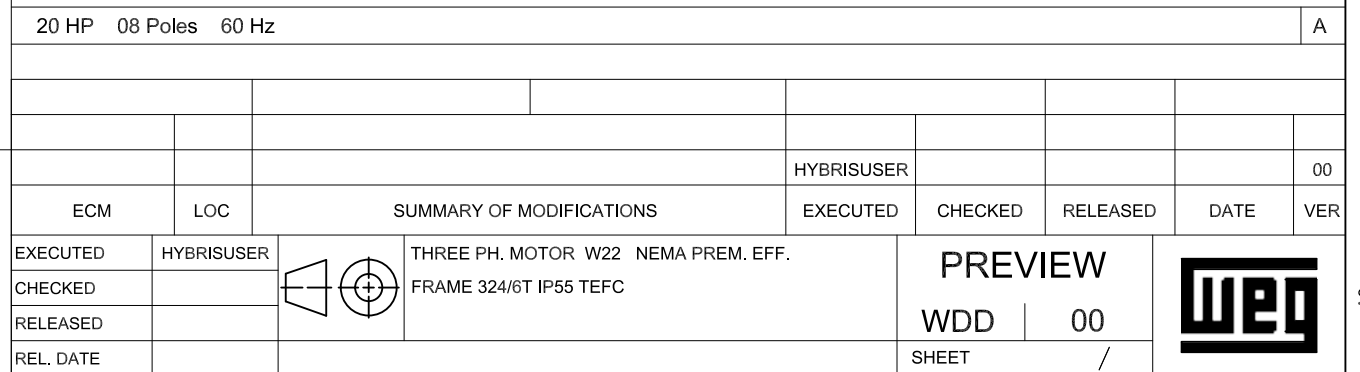 20 HP 08 Poles 60 Hz A
HYBRISUSER 00
ECM LOC SUMMARY OF MODIFICATIONS EXECUTED CHECKED RELEASED DATE VER
EXECUTED HYBRISUSER THREE PH. MOTOR W22 NEMA PREM. EFF. PREVIEW
CHECKED FRAME 324/6T IP55 TEFC
RELEASED WDD 00
REL. DATE SHEET /
weg